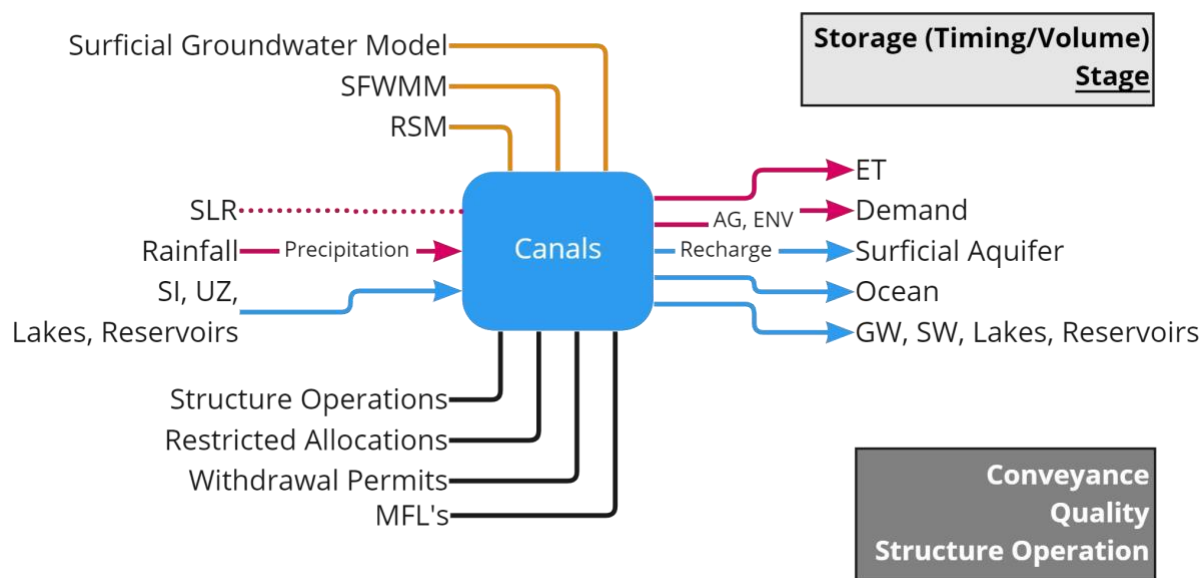 Surficial Groundwater Model
SFWMM
RSM
Storage (Timing/Volume)
Stage
SLR
Rainfall
Precipitation
SI, UZ,
Lakes, Reservoirs
Canals
ET
AG, ENV
Demand
Recharge
Surficial Aquifer
Ocean
GW, SW, Lakes, Reservoirs
Structure Operations
Restricted Allocations
Withdrawal Permits
MFL's
Conveyance
Quality
Structure Operation